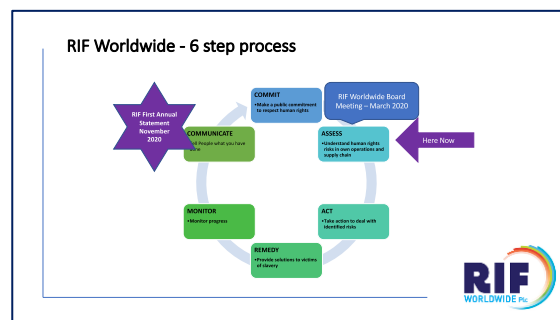 RIF Worldwide - 6 step process
COMMIT
•Make a public commitment
to respect human rights
RIF Worldwide Board
Meeting – March 2020
RIF First Annual
Statement
November
2020
COMMUNICATE
People what you have
ASSESS
•Understand human rights
risks in own operations and
supply chain
Here Now
MONITOR
•Monitor progress
ACT
•Take action to deal with
identified risks
REMEDY
•Provide solutions to victims
of slavery
RIF
WORLDWIDE Plc